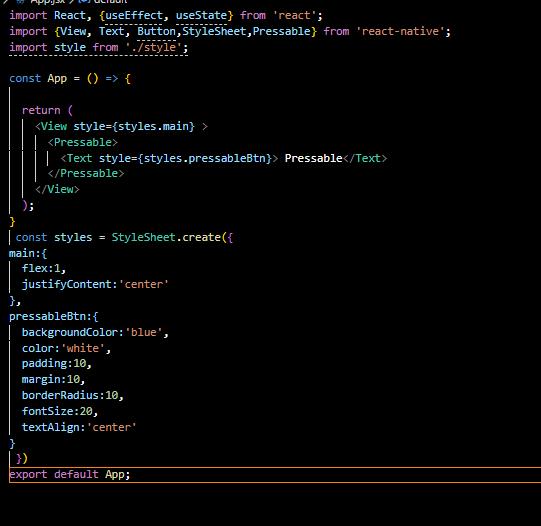 App.jsx > default
import React, {useEffect, useState} from 'react';
import {View, Text, Button,StyleSheet,Pressable} from 'react-native';
import style from './style';
const App = () => {
return (
<View style={styles.main} >
<Pressable>
<Text style={styles.pressableBtn}> Pressable</Text>
</Pressable>
</View>
);
}
const styles = StyleSheet.create({
main:{
flex:1,
justifyContent:'center'
},
pressableBtn:{
backgroundColor:'blue',
color:'white',
padding:10,
margin:10,
borderRadius:10,
fontSize:20,
textAlign:'center'
}
})
export default App;